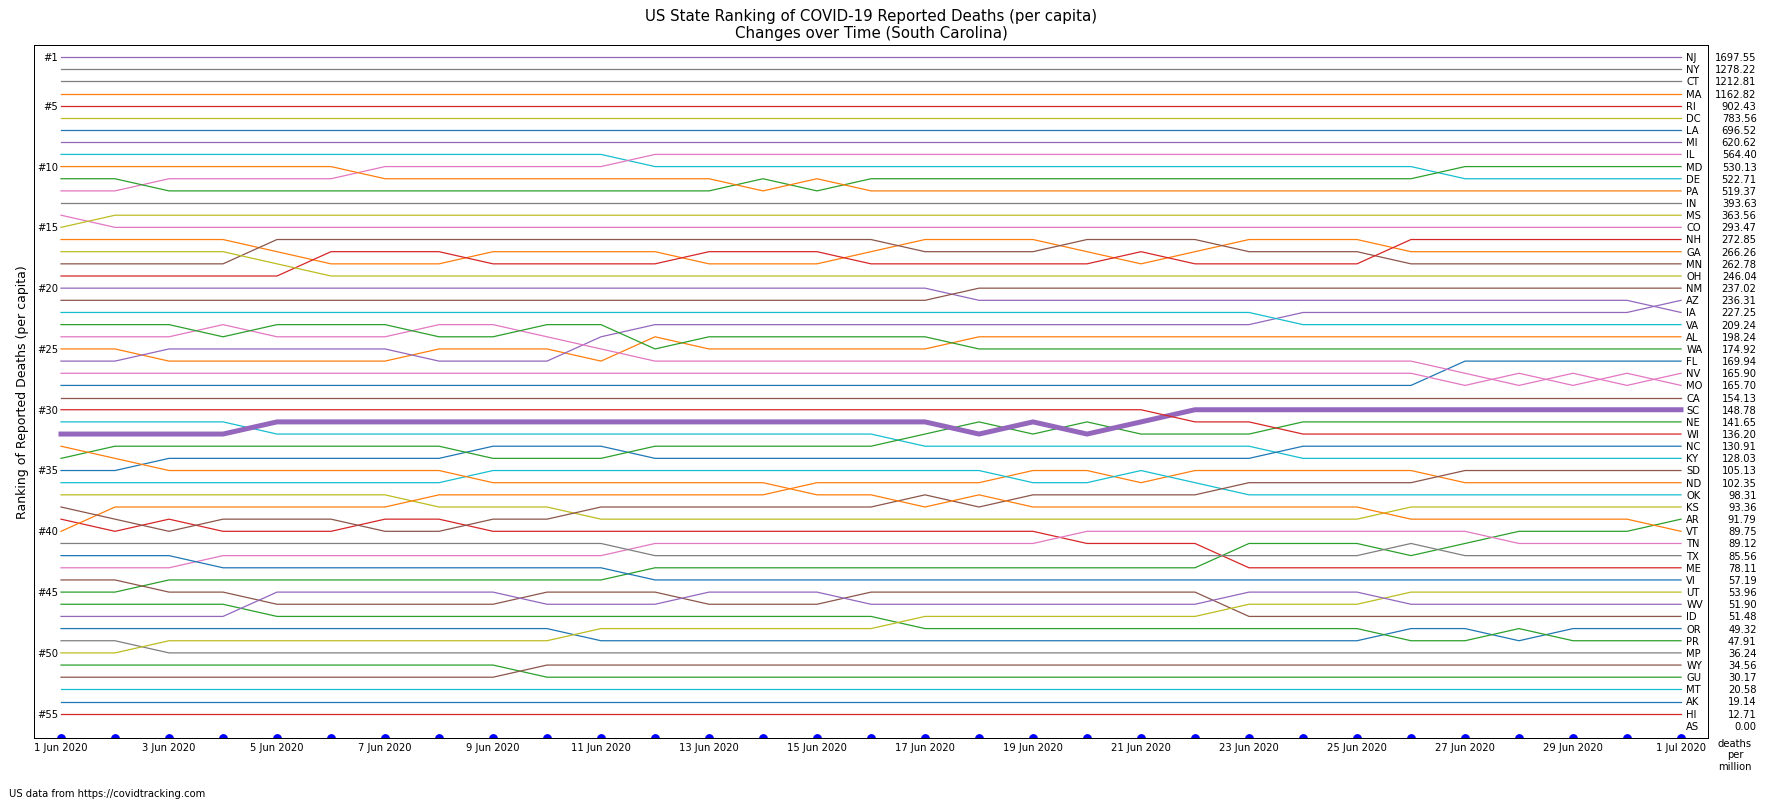 US State Ranking of COVID-19 Reported Deaths (per capita)
Changes over Time (South Carolina)
Ranking of Reported Deaths (per capita)
#1
#5
#10
#15
#20
#25
#30
#35
#40
#45
#50
#55
NJ 1697.55
NY 1278.22
CT 1212.81
MA 1162.82
RI 902.43
DC 783.56
LA 696.52
MI 620.62
IL 564.40
MD 530.13
DE 522.71
PA 519.37
IN 393.63
MS 363.56
CO 293.47
NH 272.85
GA 266.26
MN 262.78
OH 246.04
NM 237.02
AZ 236.31
IA 227.25
VA 209.24
AL 198.24
WA 174.92
FL 169.94
NV 165.90
MO 165.70
CA 154.13
SC 148.78
NE 141.65
WI 136.20
NC 130.91
KY 128.03
SD 105.13
ND 102.35
OK 98.31
KS 93.36
AR 91.79
VT 89.75
TN 89.12
TX 85.56
ME 78.11
VI 57.19
UT 53.96
WV 51.90
ID 51.48
OR 49.32
PR 47.91
MP 36.24
WY 34.56
GU 30.17
MT 20.58
AK 19.14
HI 12.71
AS 0.00
1 Jun 2020 3 Jun 2020 5 Jun 2020 7 Jun 2020 9 Jun 2020 11 Jun 2020 13 Jun 2020 15 Jun 2020 17 Jun 2020 19 Jun 2020 21 Jun 2020 23 Jun 2020 25 Jun 2020 27 Jun 2020 29 Jun 2020 1 Jul 2020
deaths
per
million
US data from https://covidtracking.com